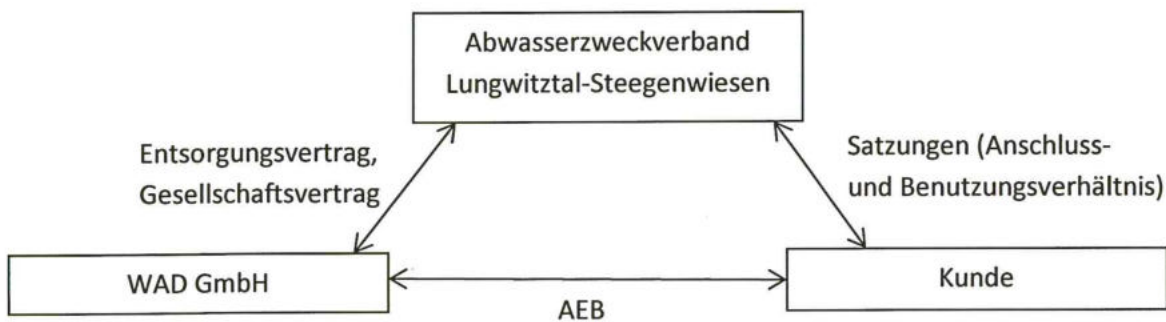 Abwasserzweckverband
Lungwitztal-Steegenwiesen
Entsorgungsvertrag,
Gesellschaftsvertrag
Satzungen (Anschluss-
und Benutzungsverhältnis)
WAD GmbH
AEB
Kunde